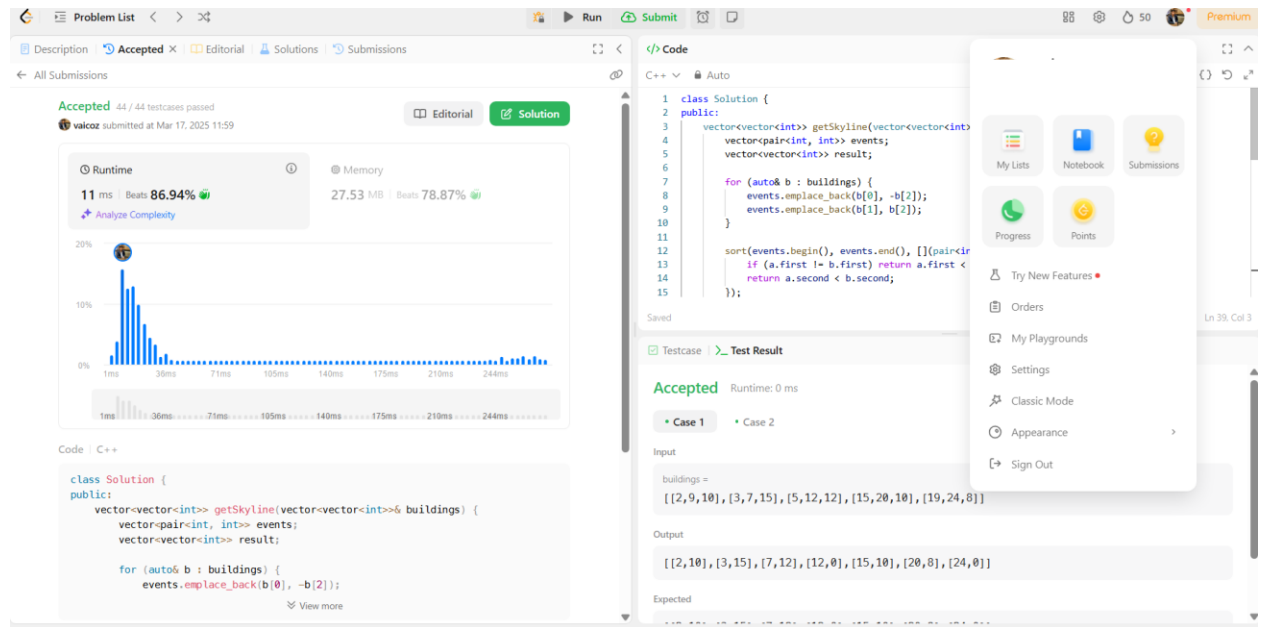 Problem List Run Submit 50 Premium
Description Accepted Editorial Solutions Submissions
All Submissions
Accepted 44 / 44 testcases passed
vaicoz submitted at Mar 17, 2025 11:59
Editorial Solution
Runtime
11 ms Beats 86.94%
Analyze Complexity
Memory
27.53 MB Beats 78.87%
20%
10%
0%
1ms 36ms 71ms 105ms 140ms 175ms 210ms 244ms
1ms 36ms 71ms 105ms 140ms 175ms 210ms 244ms
Code C++
class Solution {
public:
vector<vector<int>> getSkyline(vector<vector<int>>& buildings) {
vector<pair<int, int>> events;
vector<vector<int>> result;
for (auto& b : buildings) {
events.emplace_back(b[0], -b[2]);
View more
</> Code
C++ Auto
1 class Solution {
2 public:
3 vector<vector<int>> getSkyline(vector<vector<int>
4 vector<pair<int, int>> events;
5 vector<vector<int>> result;
6
7 for (auto& b : buildings) {
8 events.emplace_back(b[0], -b[2]);
9 events.emplace_back(b[1], b[2]);
10 }
11
12 sort(events.begin(), events.end(), [](pair<in
13 if (a.first != b.first) return a.first <
14 return a.second < b.second;
15 });
Saved Ln 39, Col 3
Testcase Test Result
Accepted Runtime: 0 ms
Case 1 Case 2
Input
buildings =
[[2,9,10],[3,7,15],[5,12,12],[15,20,10],[19,24,8]]
Output
[[2,10],[3,15],[7,12],[12,0],[15,10],[20,8],[24,0]]
Expected
My Lists Notebook Submissions
Progress Points
Try New Features
Orders
My Playgrounds
Settings
Classic Mode
Appearance
Sign Out